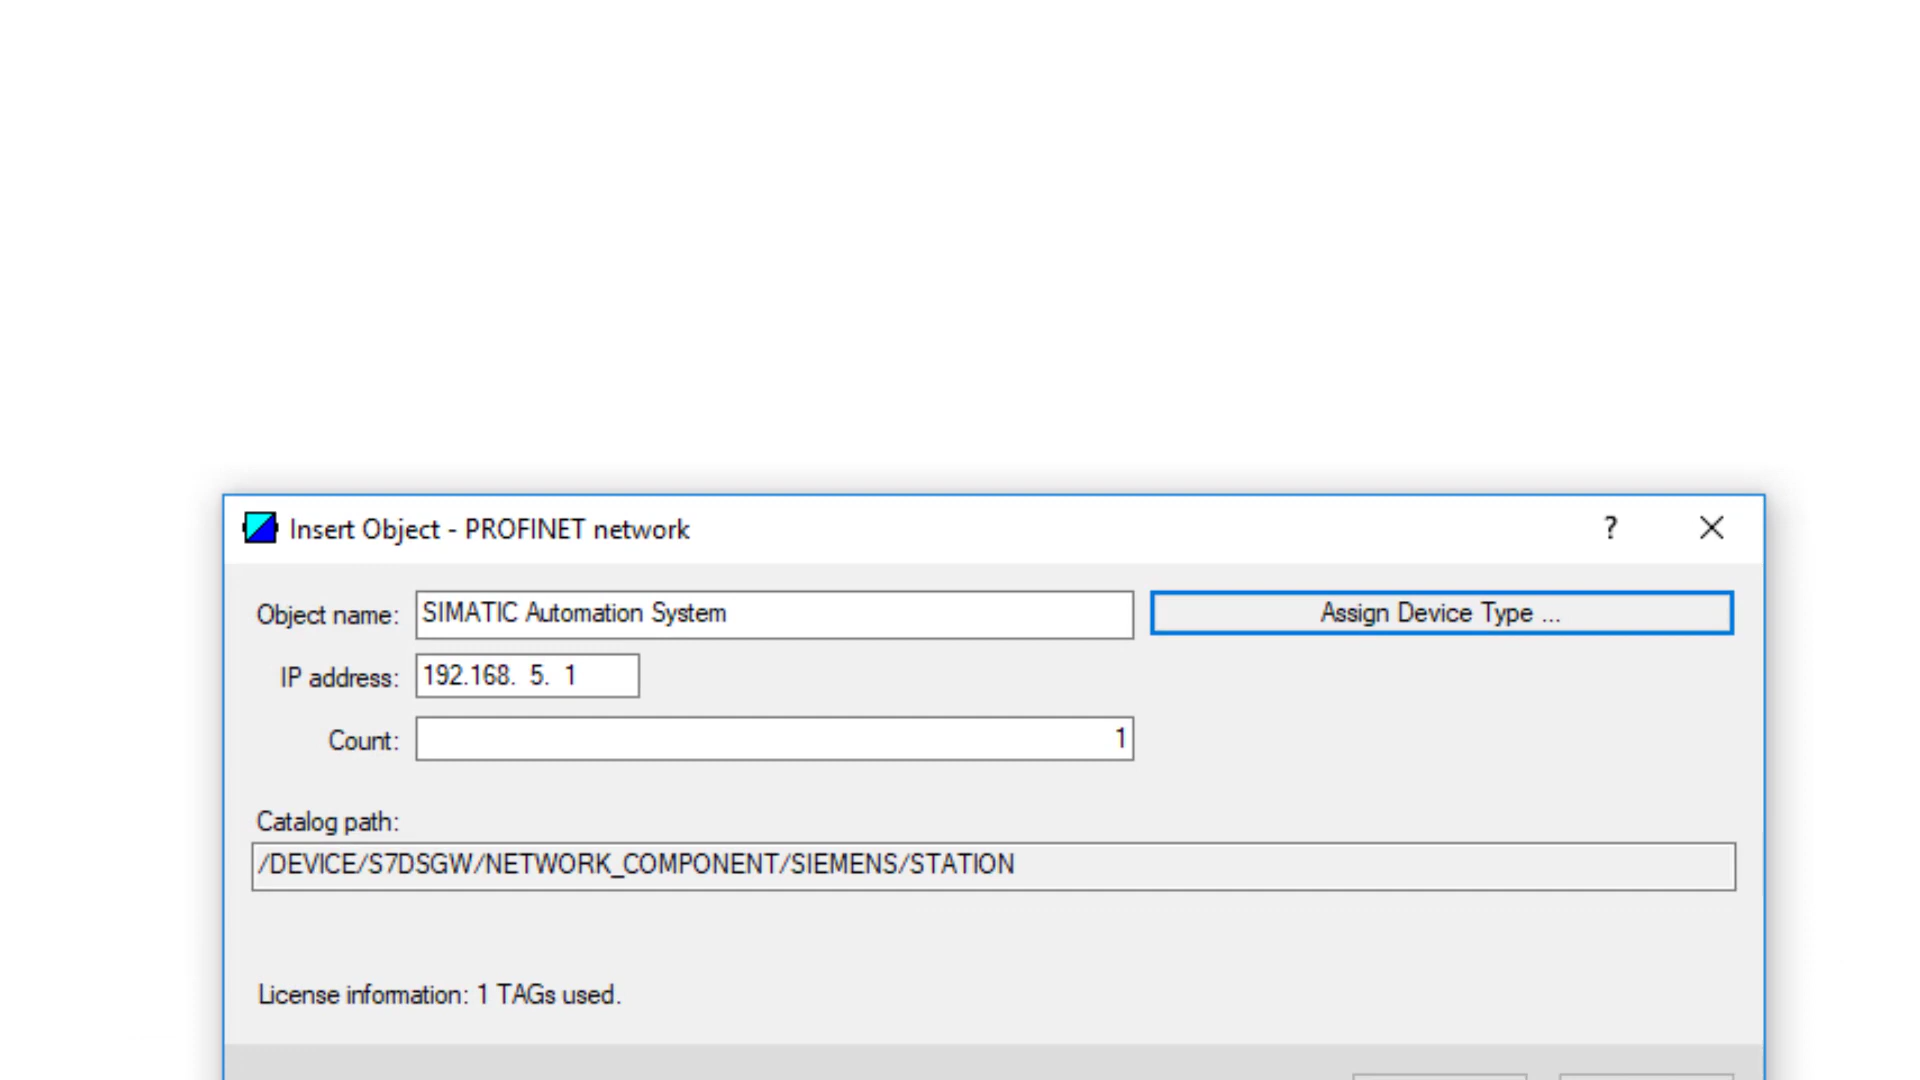 Insert Object - PROFINET network
?
Object name: SIMATIC Automation System Assign Device Type ...
IP address: 192.168. 5. 1
Count: 1
Catalog path:
/DEVICE/S7DSGW/NETWORK_COMPONENT/SIEMENS/STATION
License information: 1 TAGs used.